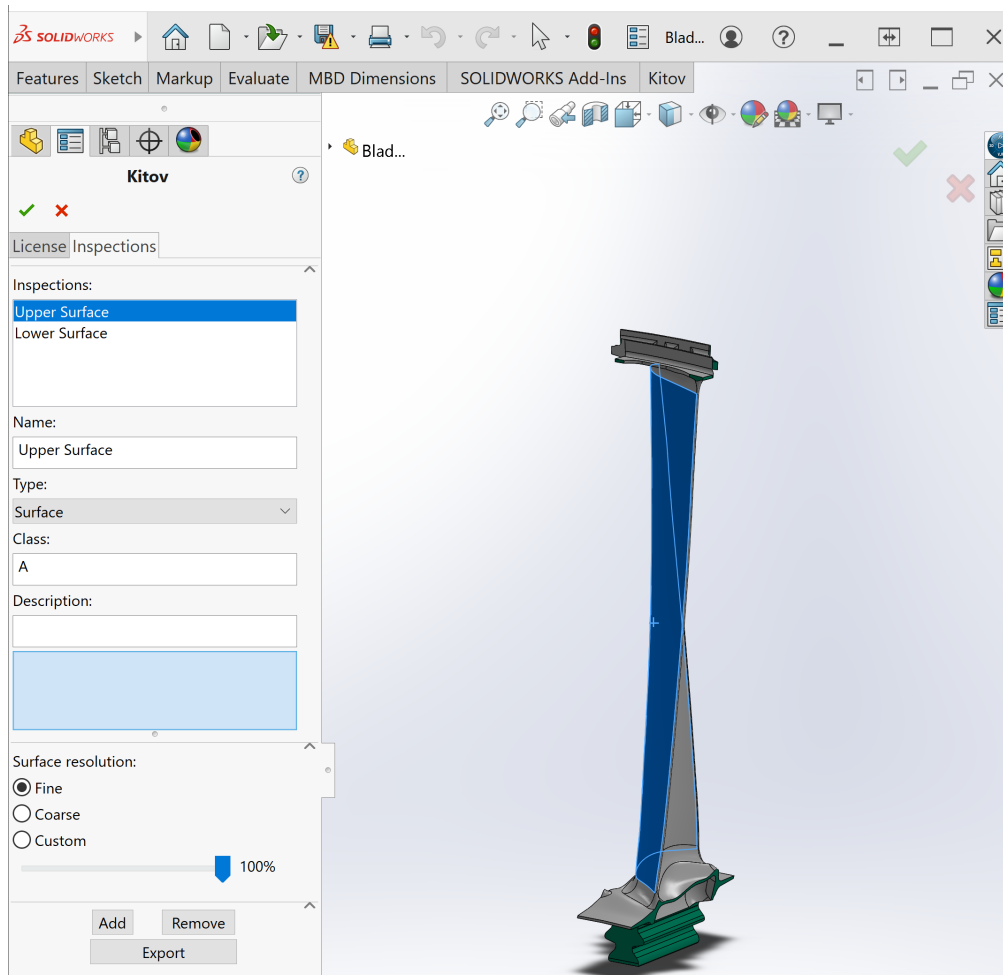 SOLIDWORKS
Blad...
Features Sketch Markup Evaluate MBD Dimensions SOLIDWORKS Add-Ins Kitov
Blad...
Kitov
License Inspections
Inspections:
Upper Surface
Lower Surface
Name:
Upper Surface
Type:
Surface
Class:
A
Description:
Surface resolution:
Fine
Coarse
Custom
100%
Add Remove
Export